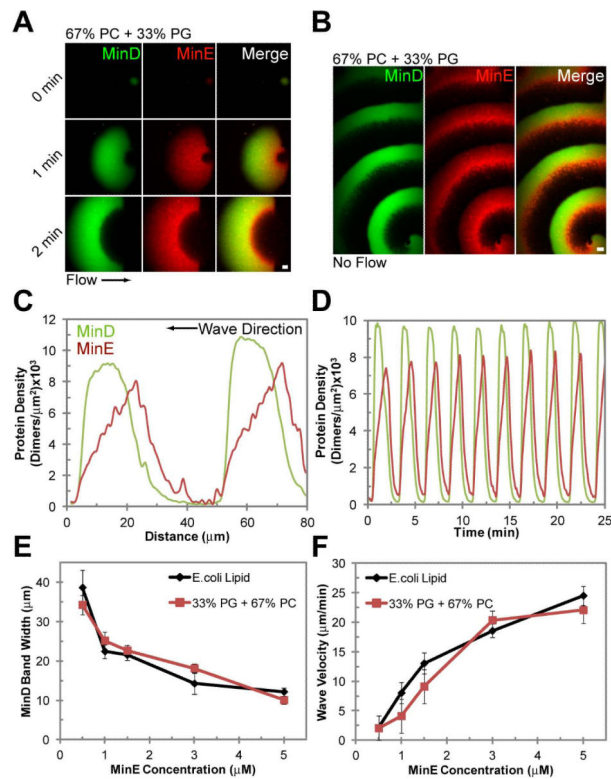 A
67% PC + 33% PG
MinD MinE Merge
0 min
1 min
2 min
Flow
B
67% PC + 33% PG
MinD MinE Merge
No Flow
C
MinD
MinE
Wave Direction
Protein Density
(Dimers/μm²)x10³
12
10
8
6
4
2
0
0 20 40 60 80
Distance (μm)
D
Protein Density
(Dimers/μm²)x10³
10
8
6
4
2
0
0 5 10 15 20 25
Time (min)
E
E.coli Lipid
33% PG + 67% PC
MinD Band Width (μm)
40
30
20
10
0
0 1 2 3 4 5
MinE Concentration (μM)
F
E.coli Lipid
33% PG + 67% PC
Wave Velocity (μm/min)
30
25
20
15
10
5
0
0 1 2 3 4 5
MinE Concentration (μM)